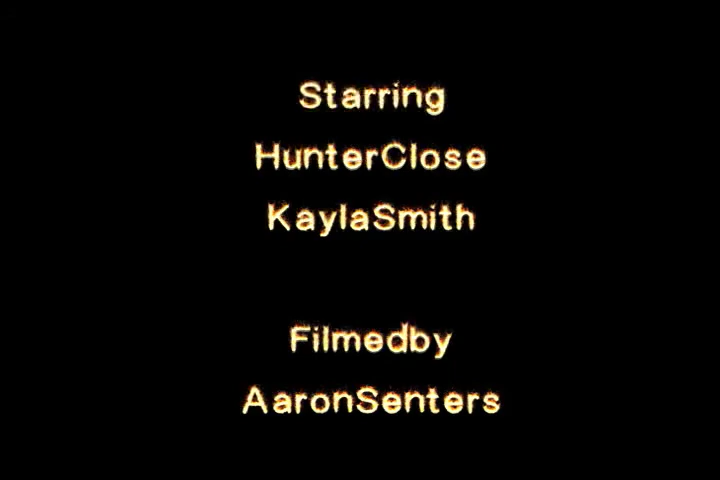 Starring
HunterClose
KaylaSmith
Filmedby
AaronSenters